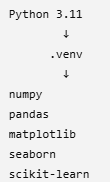 Python 3.11
↓
.venv
↓
numpy
pandas
matplotlib
seaborn
scikit-learn